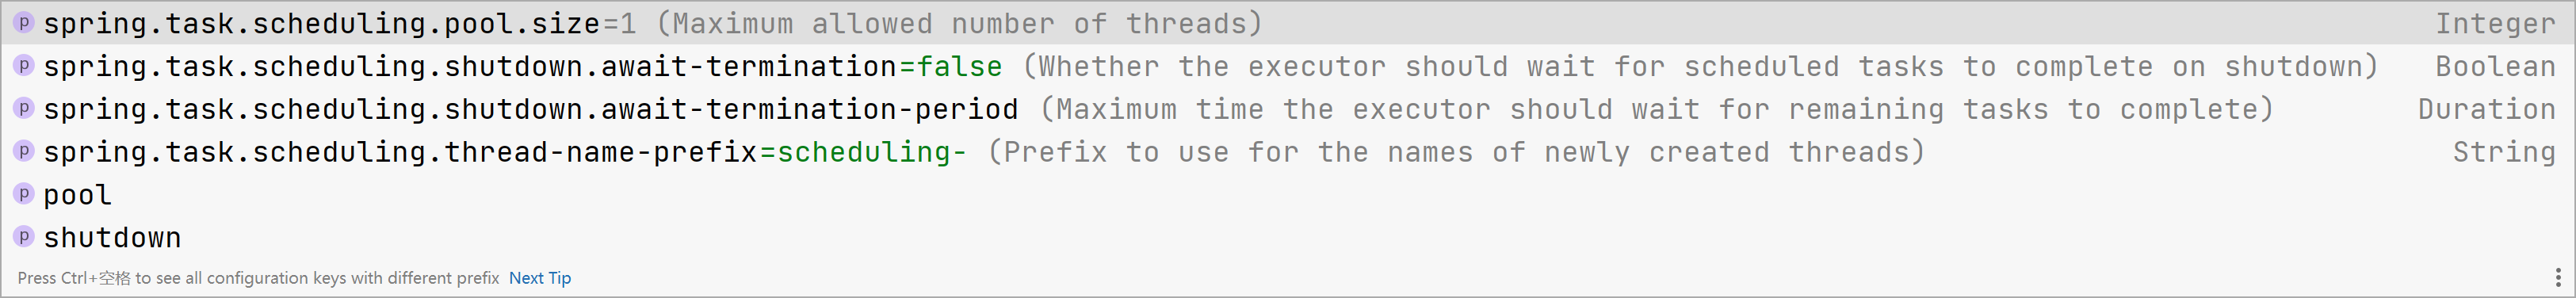 p spring.task.scheduling.pool.size=1 (Maximum allowed number of threads) Integer
p spring.task.scheduling.shutdown.await-termination=false (Whether the executor should wait for scheduled tasks to complete on shutdown) Boolean
p spring.task.scheduling.shutdown.await-termination-period (Maximum time the executor should wait for remaining tasks to complete) Duration
p spring.task.scheduling.thread-name-prefix=scheduling- (Prefix to use for the names of newly created threads) String
p pool
p shutdown
Press Ctrl+空格 to see all configuration keys with different prefix Next Tip